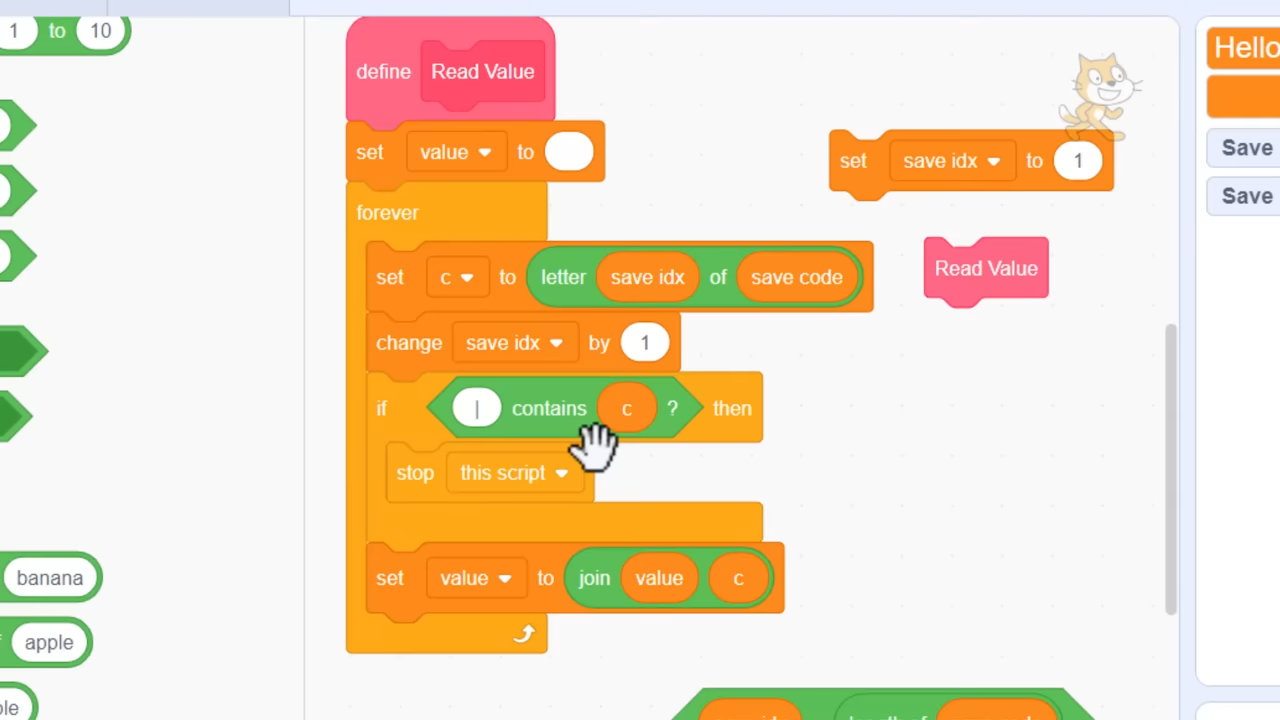 1 to 10
define Read Value
set value to
forever
set c to letter save idx of save code
change save idx by 1
if | contains c ? then
stop this script
set value to join value c
set save idx to 1
Read Value
banana
apple
Hello
Save
Save